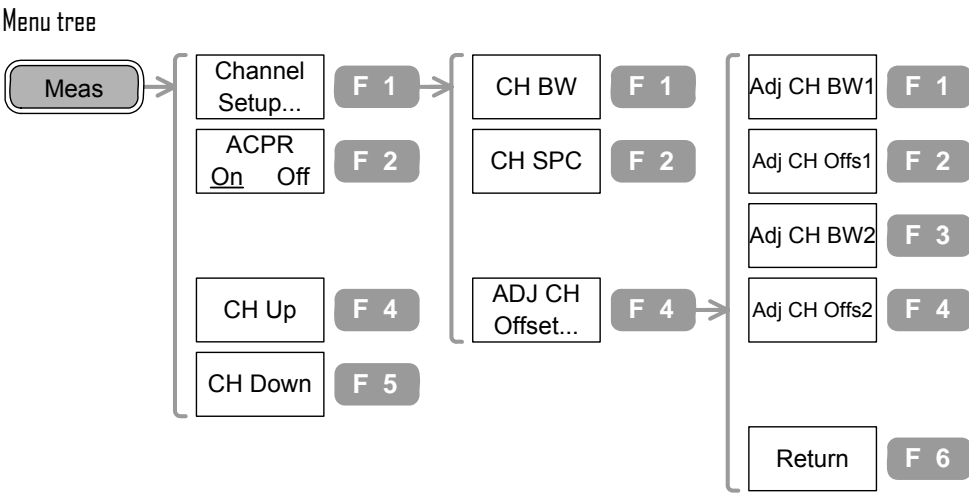 Menu tree
Meas
Channel
Setup...
F 1
ACPR
On Off
F 2
CH Up
F 4
CH Down
F 5
CH BW
F 1
CH SPC
F 2
ADJ CH
Offset...
F 4
Adj CH BW1
F 1
Adj CH Offs1
F 2
Adj CH BW2
F 3
Adj CH Offs2
F 4
Return
F 6